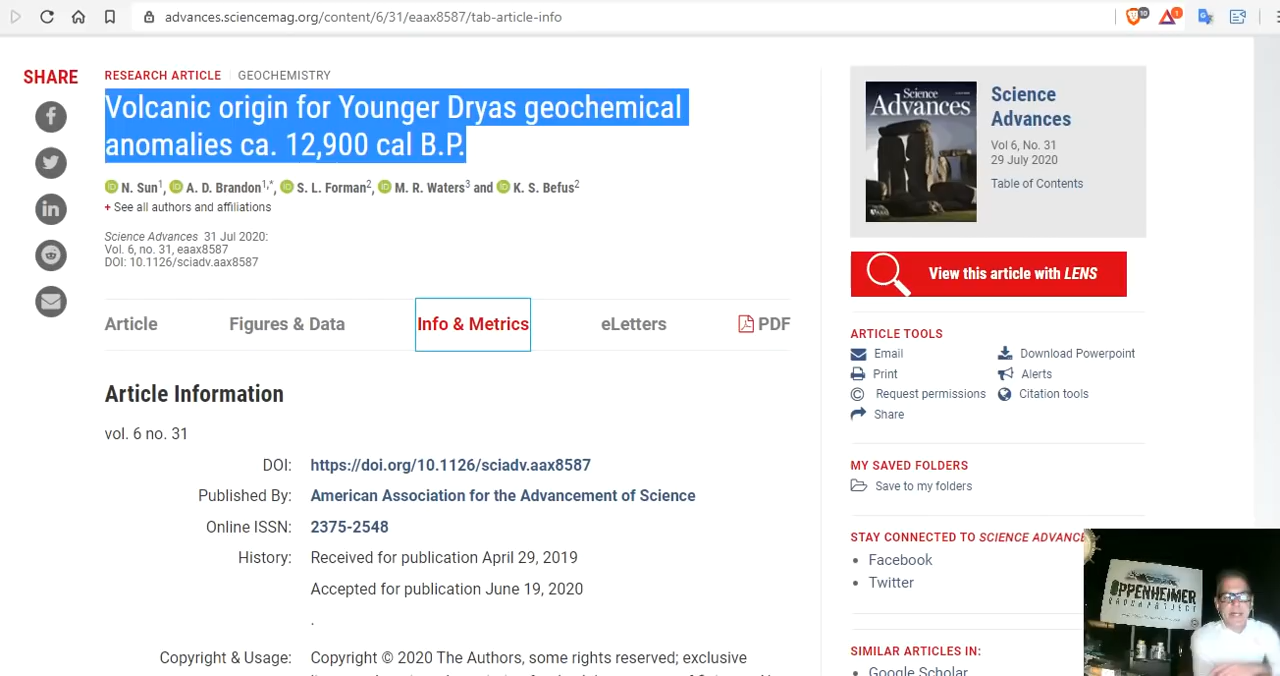 advances.sciencemag.org/content/6/31/eaax8587/tab-article-info
10
1
SHARE
RESEARCH ARTICLE GEOCHEMISTRY
Volcanic origin for Younger Dryas geochemical
anomalies ca. 12,900 cal B.P.
N. Sun1, A. D. Brandon1,*, S. L. Forman2, M. R. Waters3 and K. S. Befus2
+ See all authors and affiliations
Science Advances 31 Jul 2020:
Vol. 6, no. 31, eaax8587
DOI: 10.1126/sciadv.aax8587
Article Figures & Data Info & Metrics eLetters PDF
Article Information
vol. 6 no. 31
DOI: https://doi.org/10.1126/sciadv.aax8587
Published By: American Association for the Advancement of Science
Online ISSN: 2375-2548
History: Received for publication April 29, 2019
Accepted for publication June 19, 2020
.
Copyright & Usage: Copyright © 2020 The Authors, some rights reserved; exclusive
Science
Advances
Science
Advances
Vol 6, No. 31
29 July 2020
Table of Contents
View this article with LENS
ARTICLE TOOLS
Email Download Powerpoint
Print Alerts
Request permissions Citation tools
Share
MY SAVED FOLDERS
Save to my folders
STAY CONNECTED TO SCIENCE ADVANCE
Facebook
Twitter
SIMILAR ARTICLES IN:
Google Scholar
OPPENHEIMER